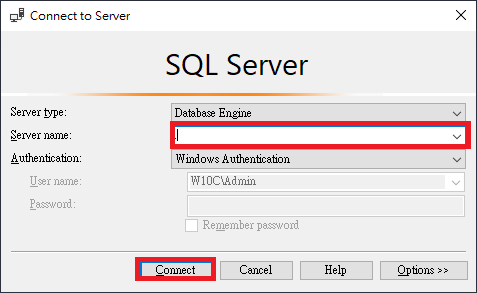 Connect to Server
SQL Server
Server type: Database Engine
Server name: .
Authentication: Windows Authentication
User name: W10C\Admin
Password:
Remember password
Connect Cancel Help Options >>